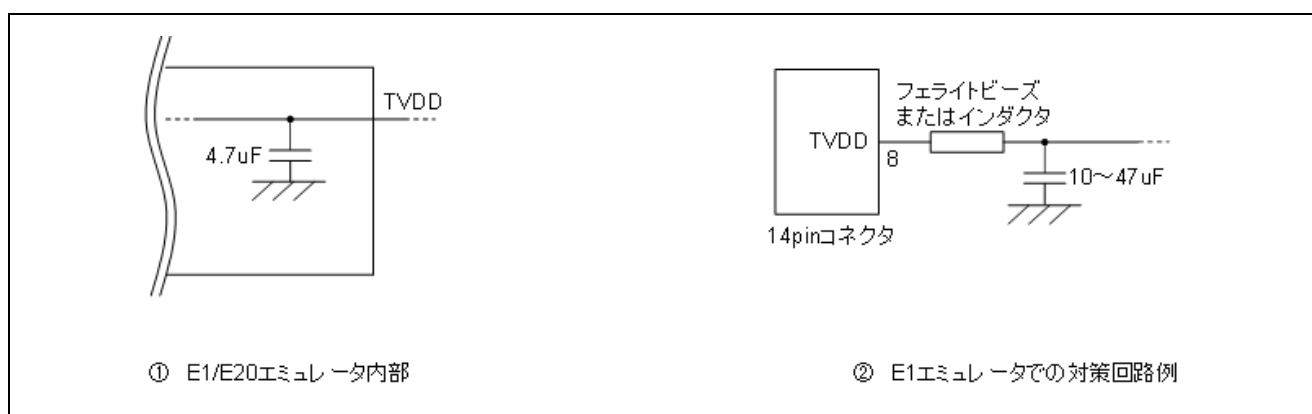 TVDD
4.7uF
① E1/E20エミュレータ内部
フェライトビーズ
またはインダクタ
TVDD
8
10～47uF
14pinコネクタ
② E1エミュレータでの対策回路例